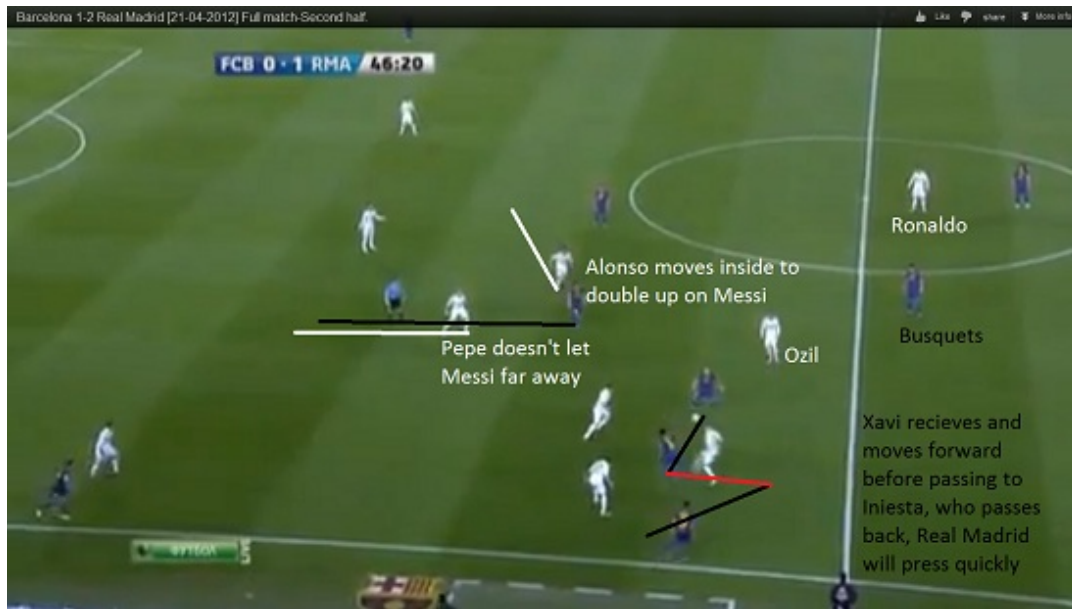 Barcelona 1-2 Real Madrid [21-04-2012] Full match-Second half.
Like share More info
FCB 0 - 1 RMA 46:20
Ronaldo
Alonso moves inside to
double up on Messi
Busquets
Pepe doesn't let
Messi far away
Ozil
Xavi recieves and
moves forward
before passing to
Iniesta, who passes
back, Real Madrid
will press quickly
ФУТБОЛ
LIVE